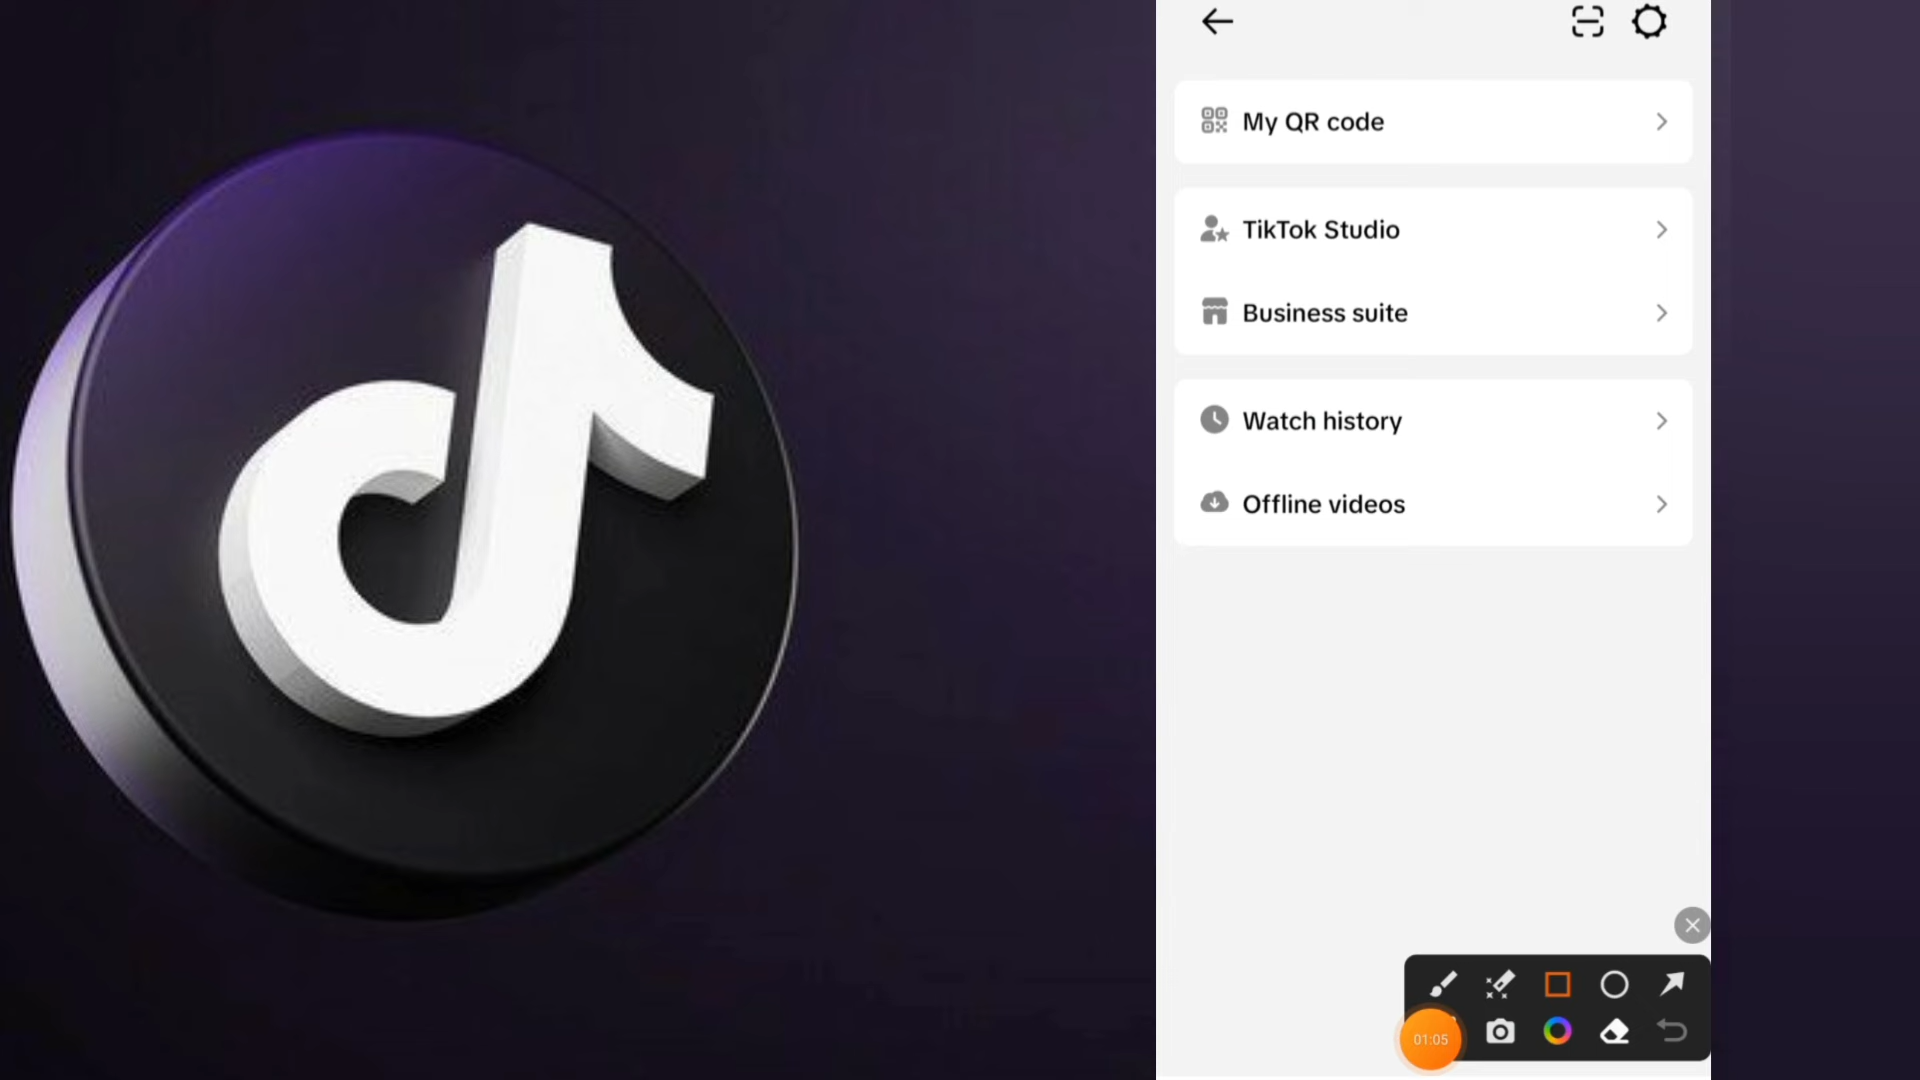 My QR code
TikTok Studio
Business suite
Watch history
Offline videos
01:05